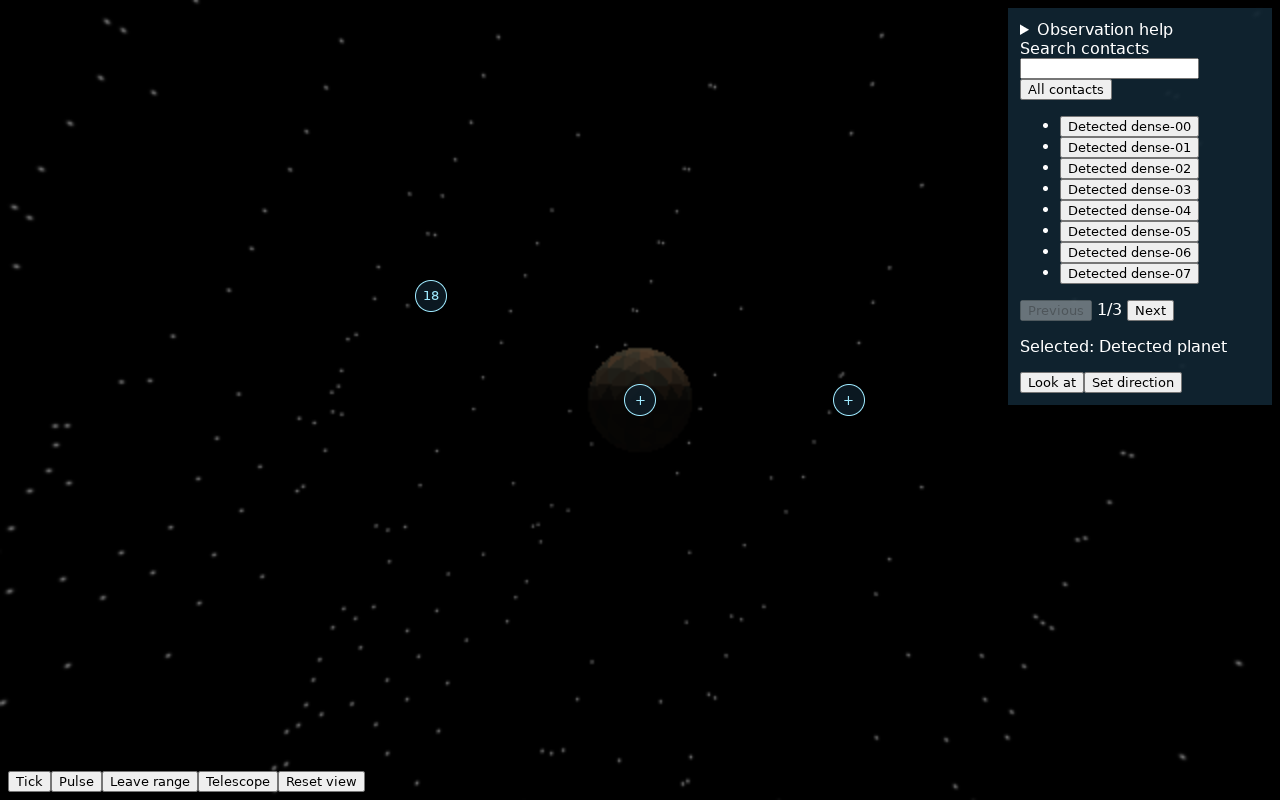 Observation help
Search contacts
All contacts
Detected dense-00
Detected dense-01
Detected dense-02
Detected dense-03
Detected dense-04
Detected dense-05
Detected dense-06
Detected dense-07
Previous 1/3 Next
Selected: Detected planet
Look at Set direction
18
+ +
Tick Pulse Leave range Telescope Reset view